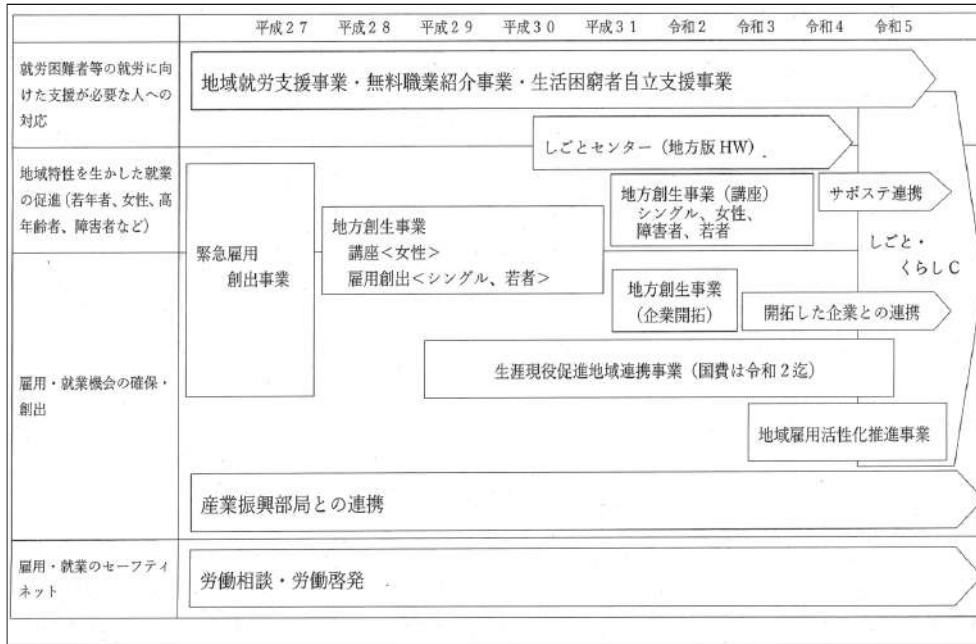 平成27 平成28 平成29 平成30 平成31 令和2 令和3 令和4 令和5
就労困難者等の就労に向
けた支援が必要な人への
対応
地域就労支援事業・無料職業紹介事業・生活困窮者自立支援事業
しごとセンター（地方版HW）
地域特性を生かした就業
の促進（若年者、女性、高
年齢者、障害者など）
緊急雇用
創出事業
地方創生事業
講座＜女性＞
雇用創出＜シングル、若者＞
地方創生事業（講座）
シングル、女性、
障害者、若者
サポステ連携
しごと・
くらしC
地方創生事業
（企業開拓）
開拓した企業との連携
雇用・就業機会の確保・
創出
生涯現役促進地域連携事業（国費は令和2迄）
地域雇用活性化推進事業
産業振興部局との連携
雇用・就業のセーフティ
ネット
労働相談・労働啓発